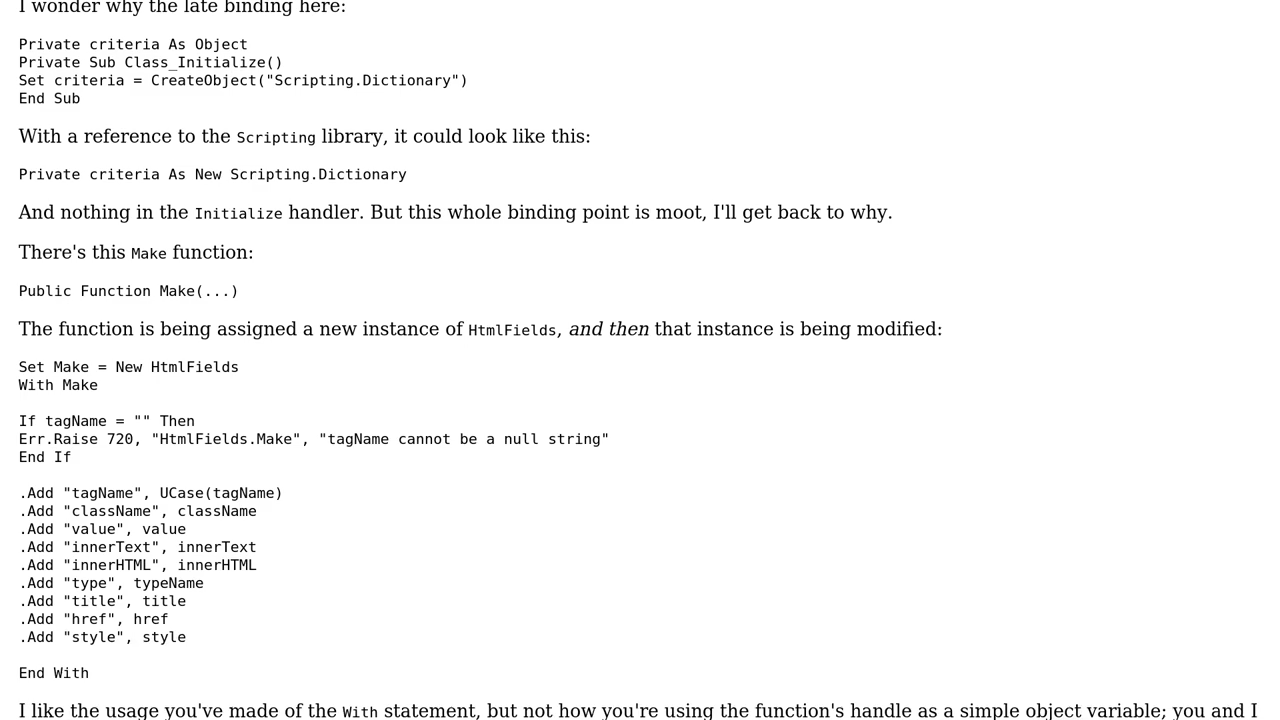 I wonder why the late binding here:
Private criteria As Object
Private Sub Class_Initialize()
Set criteria = CreateObject("Scripting.Dictionary")
End Sub
With a reference to the Scripting library, it could look like this:
Private criteria As New Scripting.Dictionary
And nothing in the Initialize handler. But this whole binding point is moot, I'll get back to why.
There's this Make function:
Public Function Make(...)
The function is being assigned a new instance of HtmlFields, and then that instance is being modified:
Set Make = New HtmlFields
With Make
If tagName = "" Then
Err.Raise 720, "HtmlFields.Make", "tagName cannot be a null string"
End If
.Add "tagName", UCase(tagName)
.Add "className", className
.Add "value", value
.Add "innerText", innerText
.Add "innerHTML", innerHTML
.Add "type", typeName
.Add "title", title
.Add "href", href
.Add "style", style
End With
I like the usage you've made of the With statement, but not how you're using the function's handle as a simple object variable; you and I